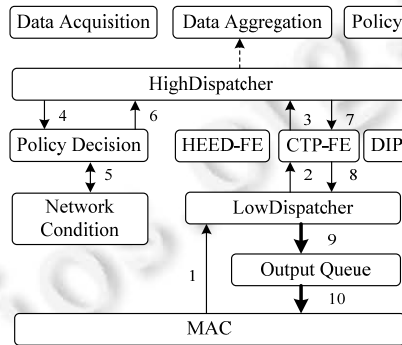 Data Acquisition
Data Aggregation
Policy
HighDispatcher
4
6
3
7
Policy Decision
HEED-FE
CTP-FE
DIP
5
2
8
Network
Condition
LowDispatcher
1
9
Output Queue
10
MAC